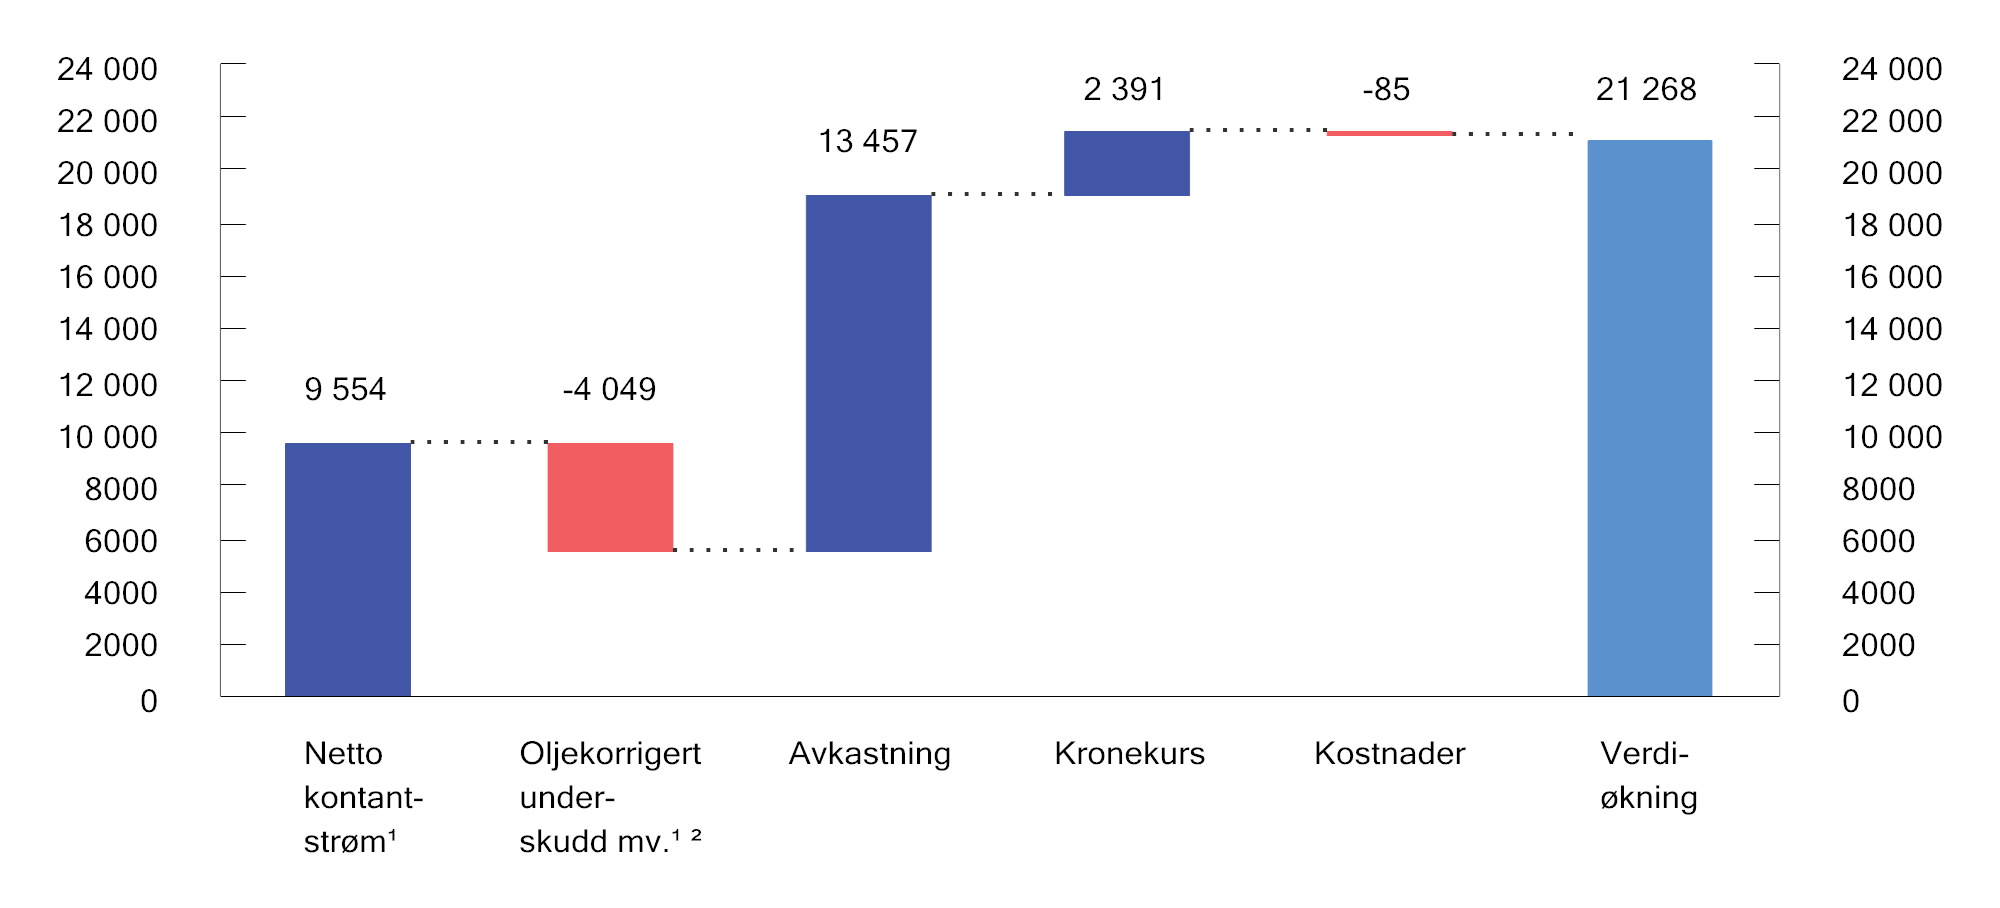 24 000
22 000
20 000
18 000
16 000
14 000
12 000
10 000
8000
6000
4000
2000
0
9 554
-4 049
13 457
2 391
-85
21 268
24 000
22 000
20 000
18 000
16 000
14 000
12 000
10 000
8000
6000
4000
2000
0
Netto
kontant-
strøm¹
Oljekorrigert
under-
skudd mv.¹ ²
Avkastning
Kronekurs
Kostnader
Verdi-
økning